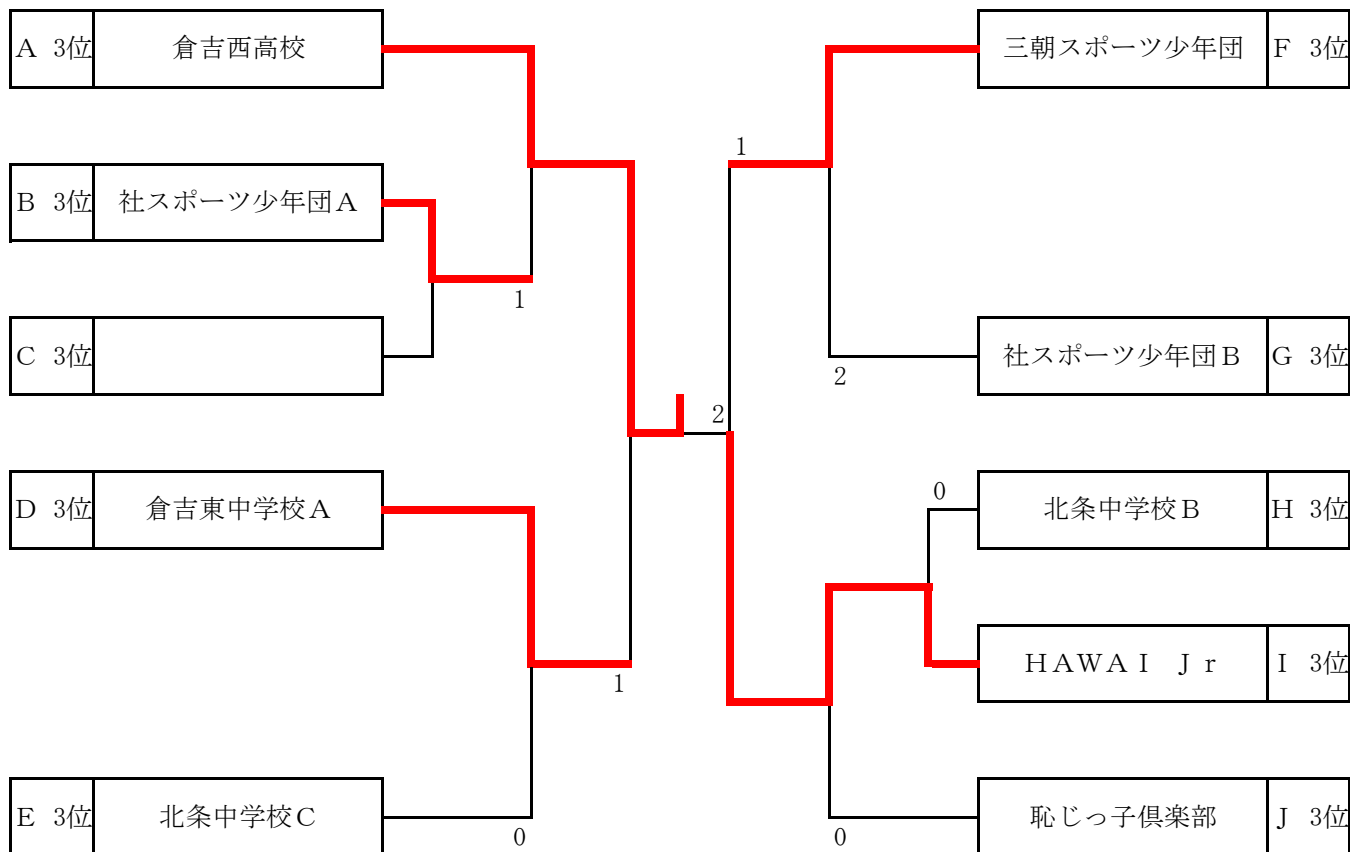 A 3位 倉吉西高校
三朝スポーツ少年団 F 3位
1
B 3位 社スポーツ少年団A
1
C 3位
社スポーツ少年団B G 3位
2
2
D 3位 倉吉東中学校A
0
北条中学校B H 3位
HAWAI Jr I 3位
1
E 3位 北条中学校C
0
恥じっ子倶楽部 J 3位
0